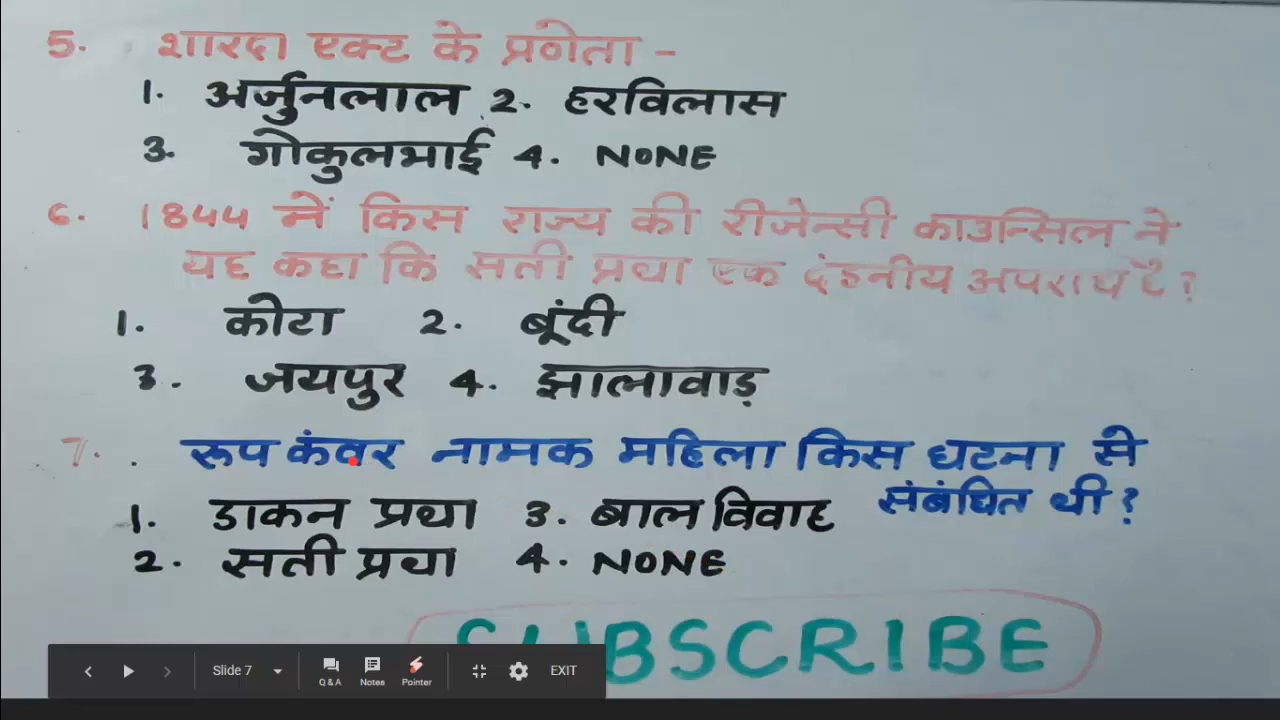 5. शारदा एक्ट के प्रणेता -
1. अर्जुनलाल 2. हरविलास
3. गोकुलभाई 4. NONE
6. 1844 में किस राज्य की रीजेन्सी काउन्सिल ने
यह कहा कि सती प्रथा एक दंडनीय अपराध है?
1. कोटा 2. बूंदी
3. जयपुर 4. झालावाड़
7. रूप कंवर नामक महिला किस घटना से
संबंधित थी?
1. डाकन प्रथा 3. बाल विवाह
2. सती प्रथा 4. NONE
SUBSCRIBE
Slide 7 Q & A Notes Pointer EXIT